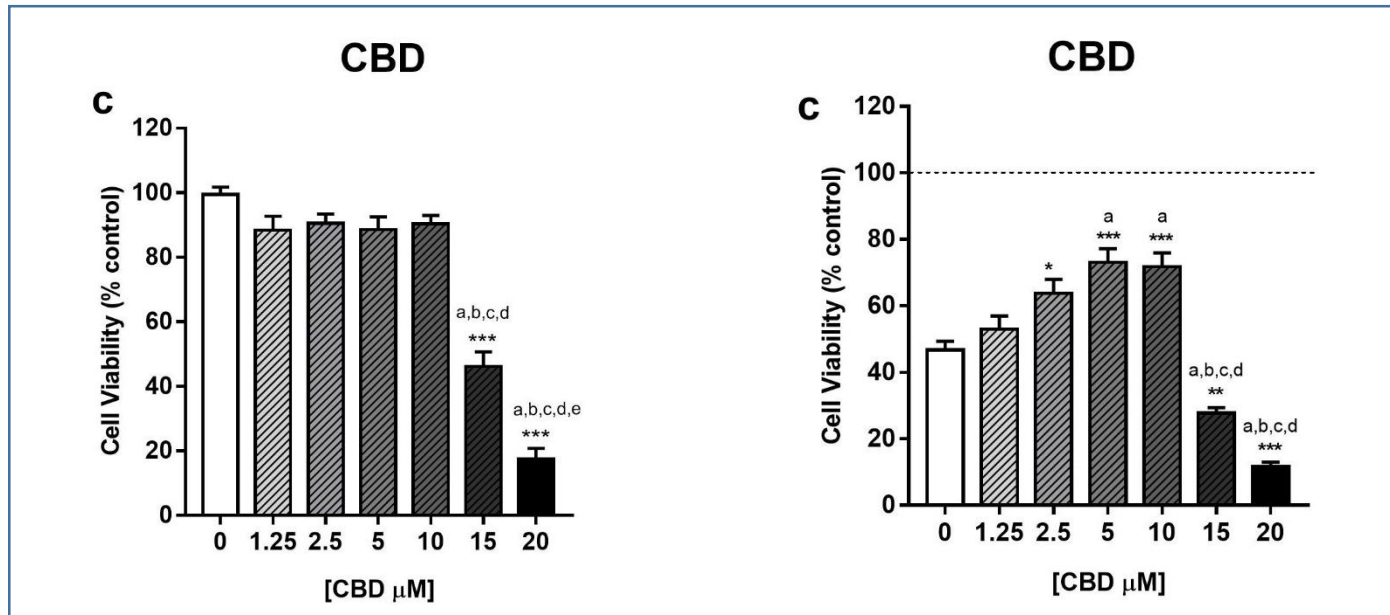 CBD
c
Cell Viability (% control)
120
100
80
60
40
20
0
a,b,c,d
***
a,b,c,d,e
***
0 1.25 2.5 5 10 15 20
[CBD μM]
CBD
c
Cell Viability (% control)
120
100
80
60
40
20
0
*
a
***
a
***
a,b,c,d
**
a,b,c,d
***
0 1.25 2.5 5 10 15 20
[CBD μM]